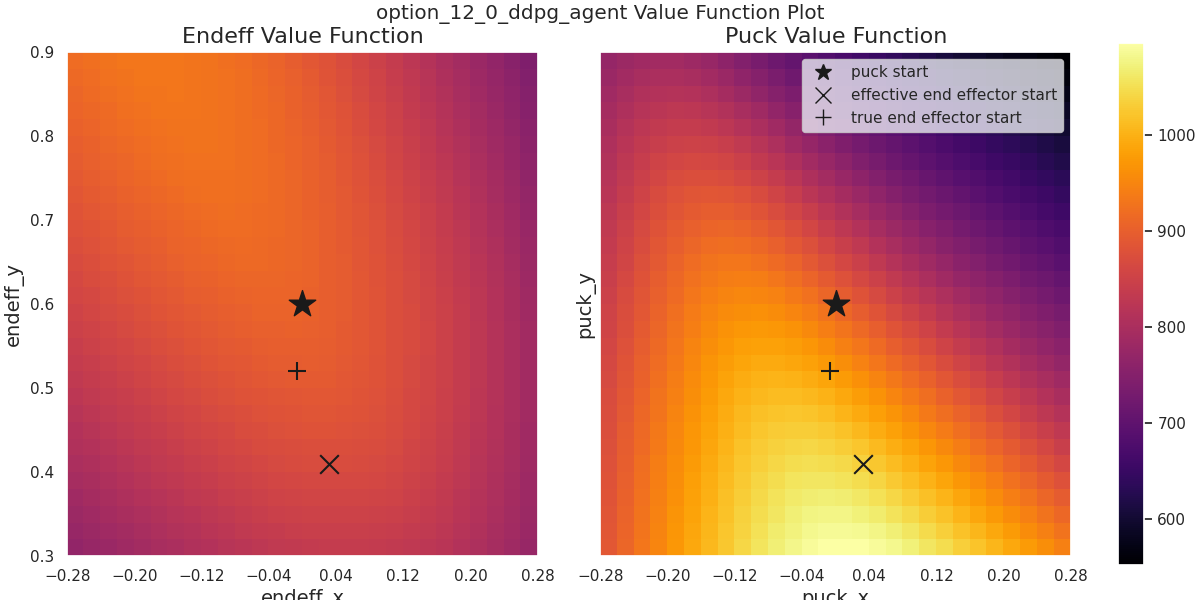 option_12_0_ddpg_agent Value Function Plot
Endeff Value Function
0.9
0.8
0.7
0.6
0.5
0.4
0.3
endeff_y
−0.28 −0.20 −0.12 −0.04 0.04 0.12 0.20 0.28
endeff_x
Puck Value Function
puck start
effective end effector start
true end effector start
puck_y
−0.28 −0.20 −0.12 −0.04 0.04 0.12 0.20 0.28
puck_x
1000
900
800
700
600